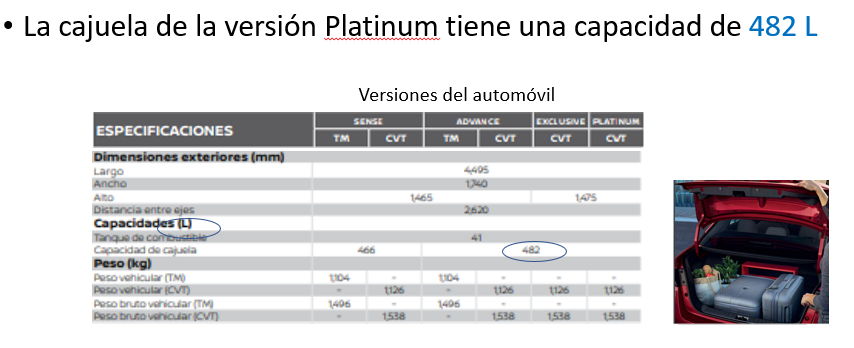 • La cajuela de la versión Platinum tiene una capacidad de 482 L
Versiones del automóvil
ESPECIFICACIONES SENSE ADVANCE EXCLUSIVE PLATINUM
TM CVT TM CVT CVT CVT
Dimensiones exteriores (mm)
Largo 4,495
Ancho 1,740
Alto 1,465 1,475
Distancia entre ejes 2,620
Capacidades (L)
Tanque de combustible 41
Capacidad de cajuela 466 482
Peso (kg)
Peso vehicular (TM) 1,104 - 1,104 - - -
Peso vehicular (CVT) - 1,126 - 1,126 1,126 1,126
Peso bruto vehicular (TM) 1,496 - 1,496 - - -
Peso bruto vehicular (CVT) - 1,538 - 1,538 1,538 1,538